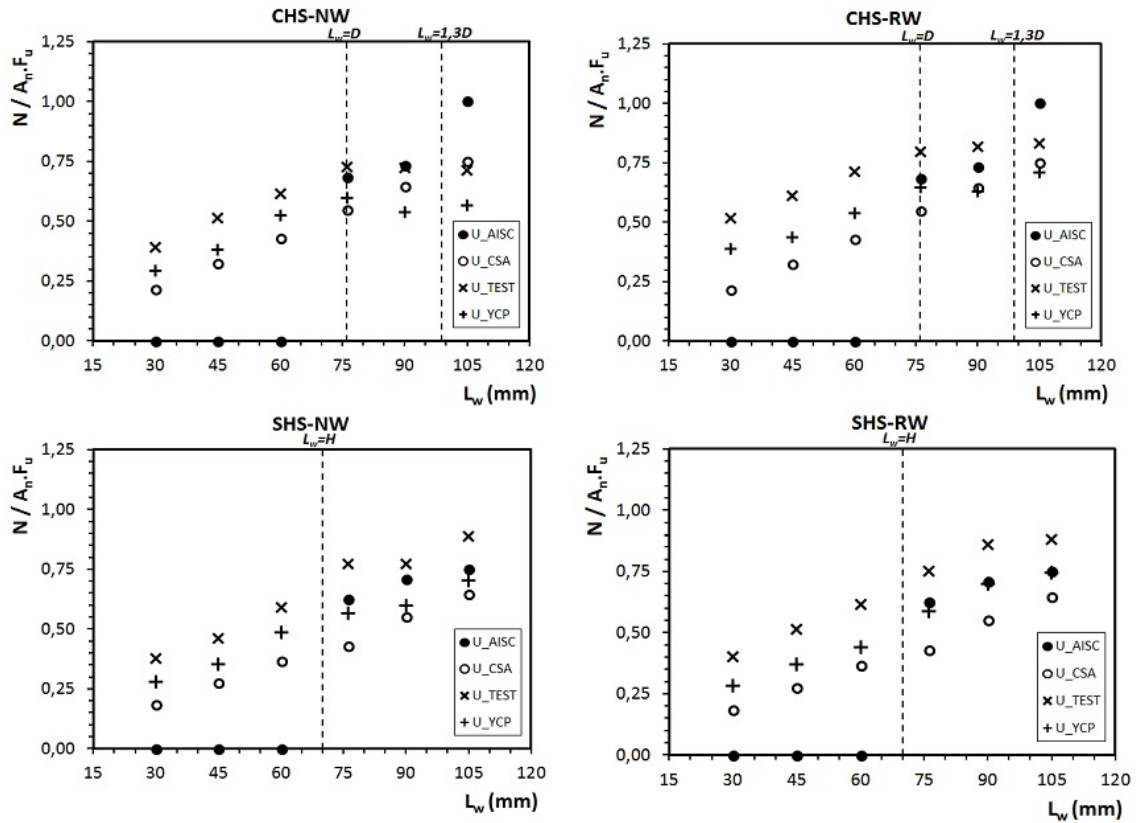 CHS-NW
L_w=D L_w=1,3D
N / A_n.F_u
1,25
1,00
0,75
0,50
0,25
0,00
U_AISC
U_CSA
U_TEST
U_YCP
15 30 45 60 75 90 105 120
L_w (mm)
CHS-RW
L_w=D L_w=1,3D
N / A_n.F_u
1,25
1,00
0,75
0,50
0,25
0,00
U_AISC
U_CSA
U_TEST
U_YCP
15 30 45 60 75 90 105 120
L_w (mm)
SHS-NW
L_w=H
N / A_n.F_u
1,25
1,00
0,75
0,50
0,25
0,00
U_AISC
U_CSA
U_TEST
U_YCP
15 30 45 60 75 90 105 120
L_w (mm)
SHS-RW
L_w=H
N / A_n.F_u
1,25
1,00
0,75
0,50
0,25
0,00
U_AISC
U_CSA
U_TEST
U_YCP
15 30 45 60 75 90 105 120
L_w (mm)